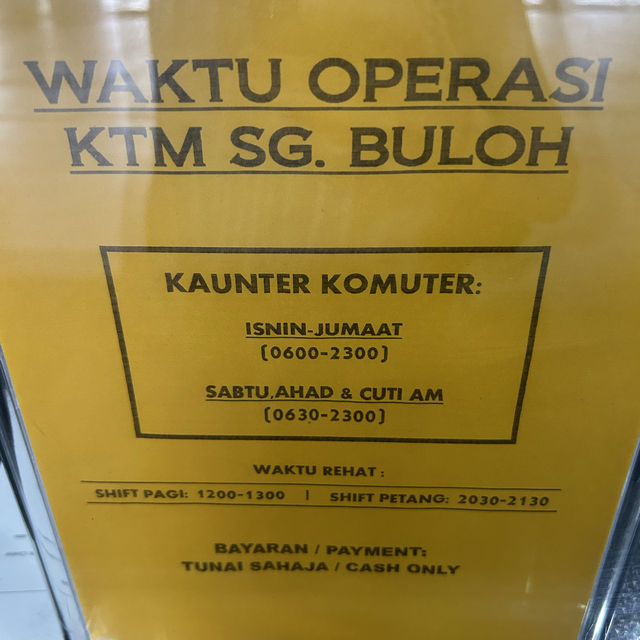 WAKTU OPERASI
KTM SG. BULOH
KAUNTER KOMUTER:
ISNIN-JUMAAT
(0600-2300)
SABTU,AHAD & CUTI AM
(0630-2300)
WAKTU REHAT :
SHIFT PAGI: 1200-1300 | SHIFT PETANG: 2030-2130
BAYARAN / PAYMENT:
TUNAI SAHAJA / CASH ONLY